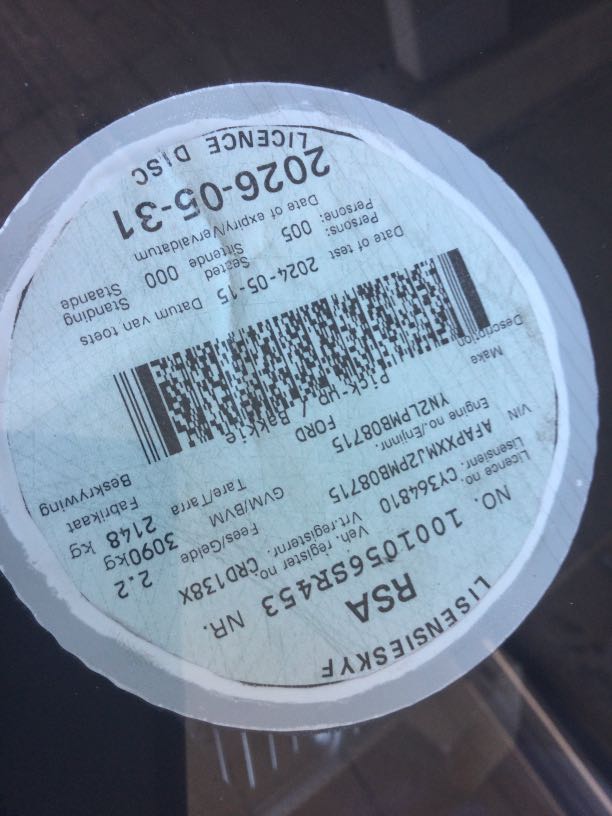 LISENSIESKYF
RSA
NO. 1001056SR453 NR.
Veh. register no. Vrt.registernr. CRD138X
Licence no. Lisensienr. CY364810 Fees/Gelde 2.2
VIN AFAPXXMJ2PMB08715 GVM/BVM 3090kg
Engine no./Enjinnr. YN2LPMB08715 Tare/Tarra 2148 kg
Make FORD Fabrikaat
Description Pick-up / Bakkie Beskrywing
Date of test 2024-05-15 Datum van toets
Persons: Persone: 005 Seated Sittende 000 Standing Staande
Date of expiry/Vervaldatum
2026-05-31
LICENCE DISC